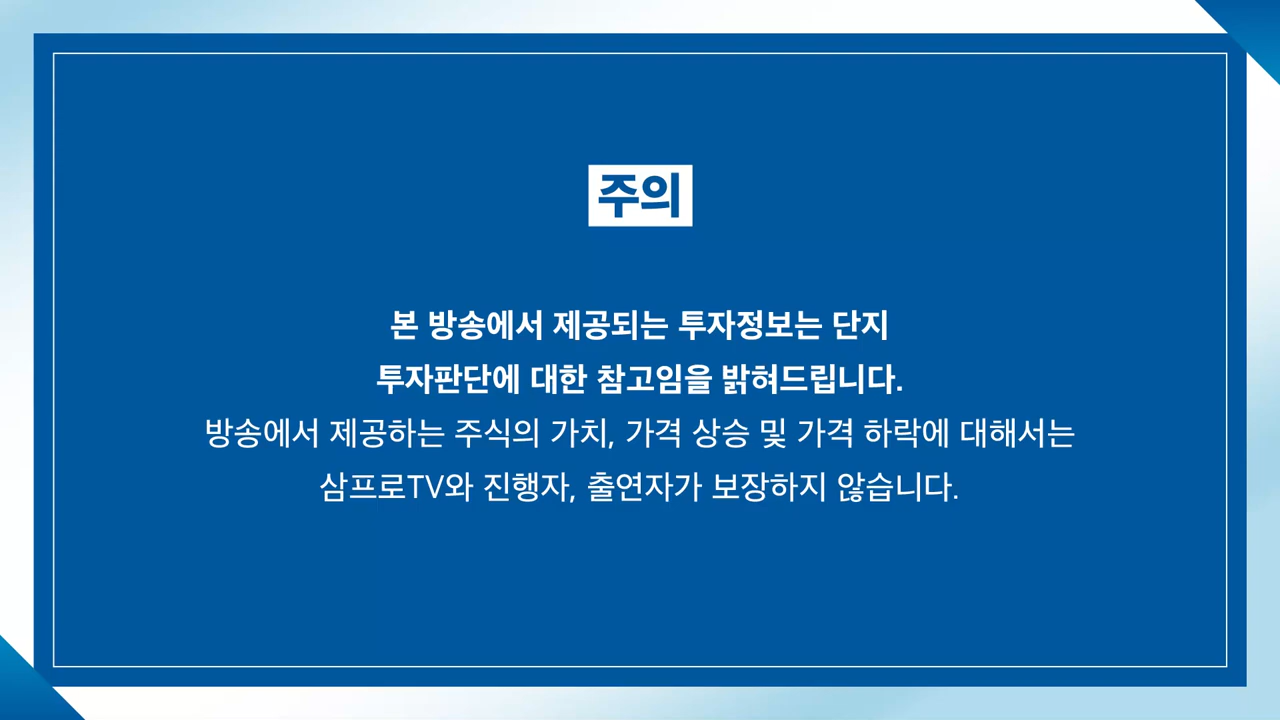 주의
본 방송에서 제공되는 투자정보는 단지
투자판단에 대한 참고임을 밝혀드립니다.
방송에서 제공하는 주식의 가치, 가격 상승 및 가격 하락에 대해서는
삼프로TV와 진행자, 출연자가 보장하지 않습니다.